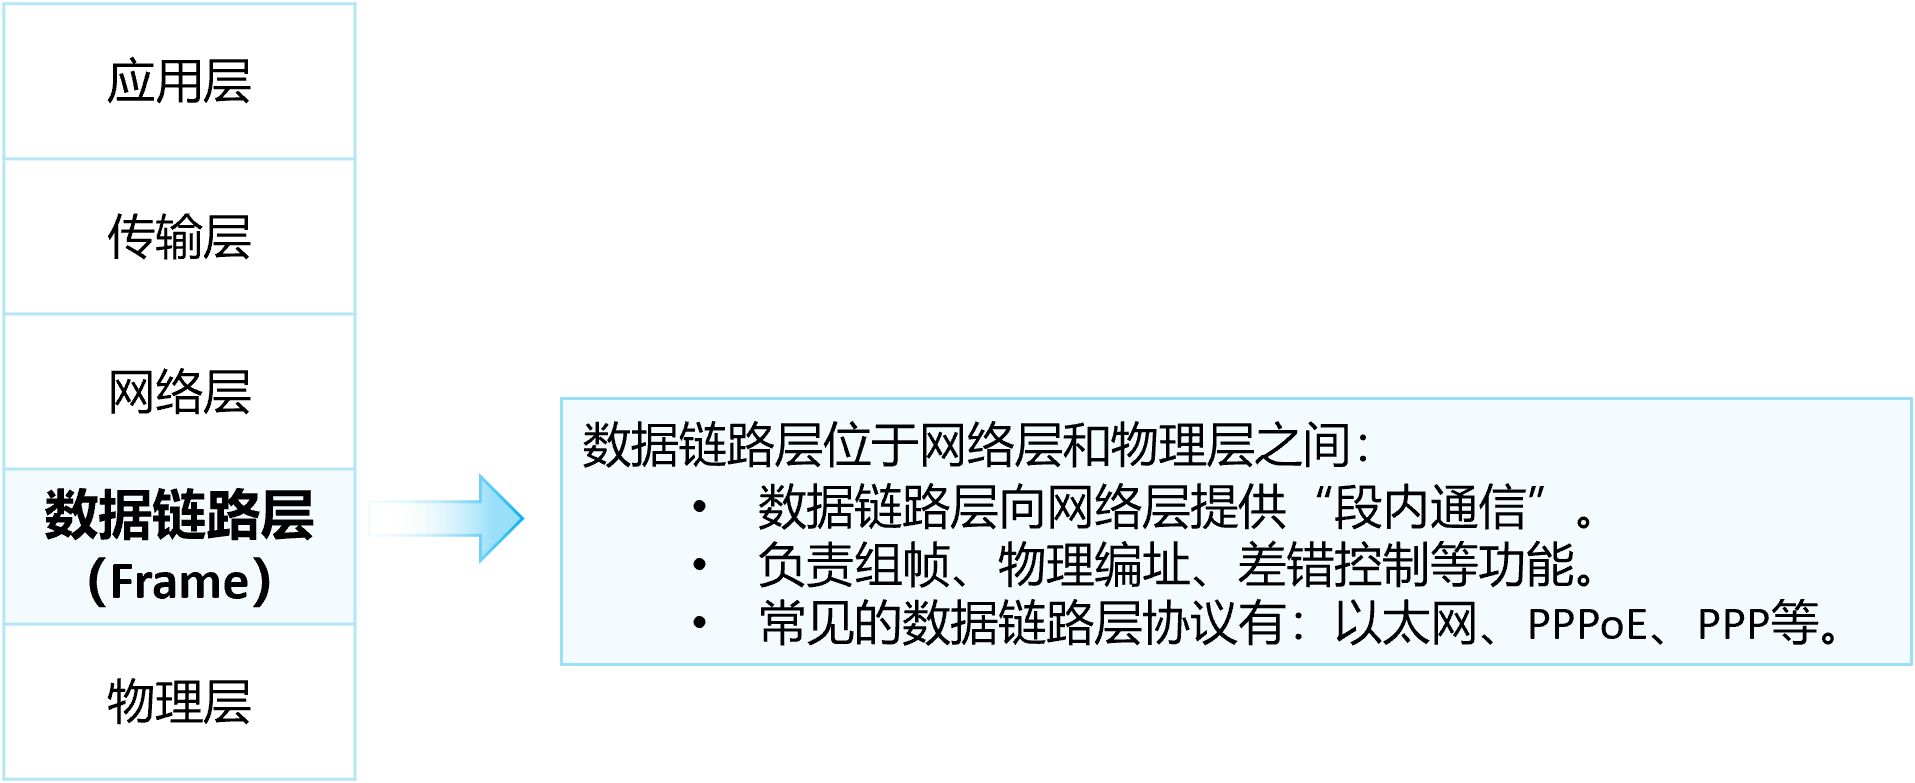 应用层
传输层
网络层
数据链路层
（Frame）
物理层
数据链路层位于网络层和物理层之间：
• 数据链路层向网络层提供“段内通信”。
• 负责组帧、物理编址、差错控制等功能。
• 常见的数据链路层协议有：以太网、PPPoE、PPP等。